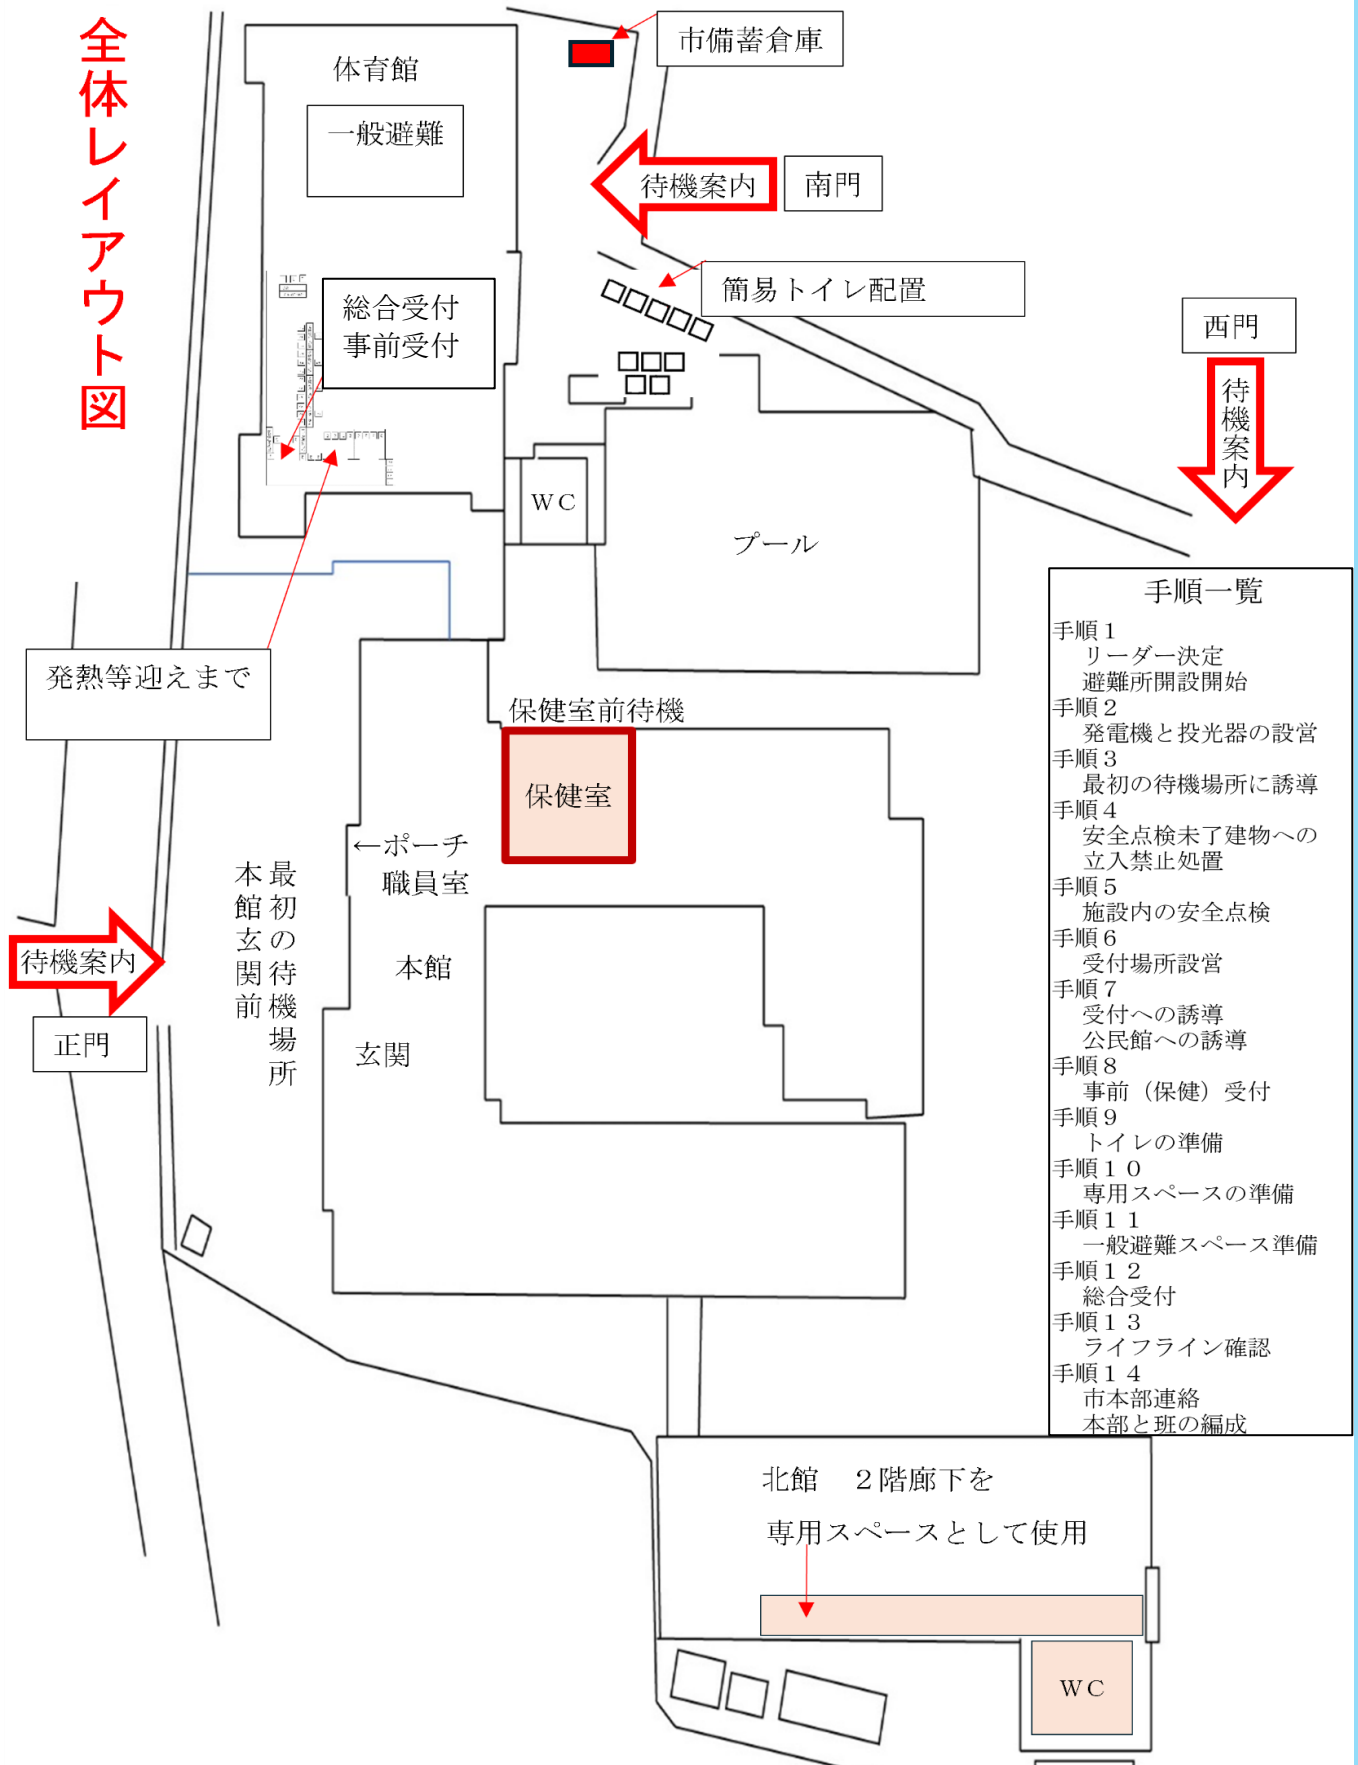 全体レイアウト図
市備蓄倉庫
体育館
一般避難
待機案内
南門
総合受付
事前受付
簡易トイレ配置
西門
待機案内
WC
プール
発熱等迎えまで
保健室前待機
保健室
←ポーチ
職員室
最初の待機場所
本館玄関前
本館
玄関
待機案内
正門
手順一覧
手順１
リーダー決定
避難所開設開始
手順２
発電機と投光器の設営
手順３
最初の待機場所に誘導
手順４
安全点検未了建物への
立入禁止処置
手順５
施設内の安全点検
手順６
受付場所設営
手順７
受付への誘導
公民館への誘導
手順８
事前（保健）受付
手順９
トイレの準備
手順１０
専用スペースの準備
手順１１
一般避難スペース準備
手順１２
総合受付
手順１３
ライフライン確認
手順１４
市本部連絡
本部と班の編成
北館　２階廊下を
専用スペースとして使用
WC